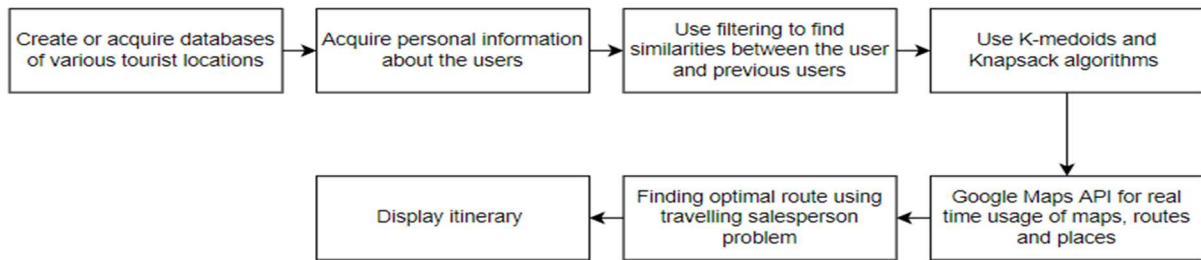 Create or acquire databases
of various tourist locations
Acquire personal information
about the users
Use filtering to find
similarities between the user
and previous users
Use K-medoids and
Knapsack algorithms
Google Maps API for real
time usage of maps, routes
and places
Finding optimal route using
travelling salesperson
problem
Display itinerary